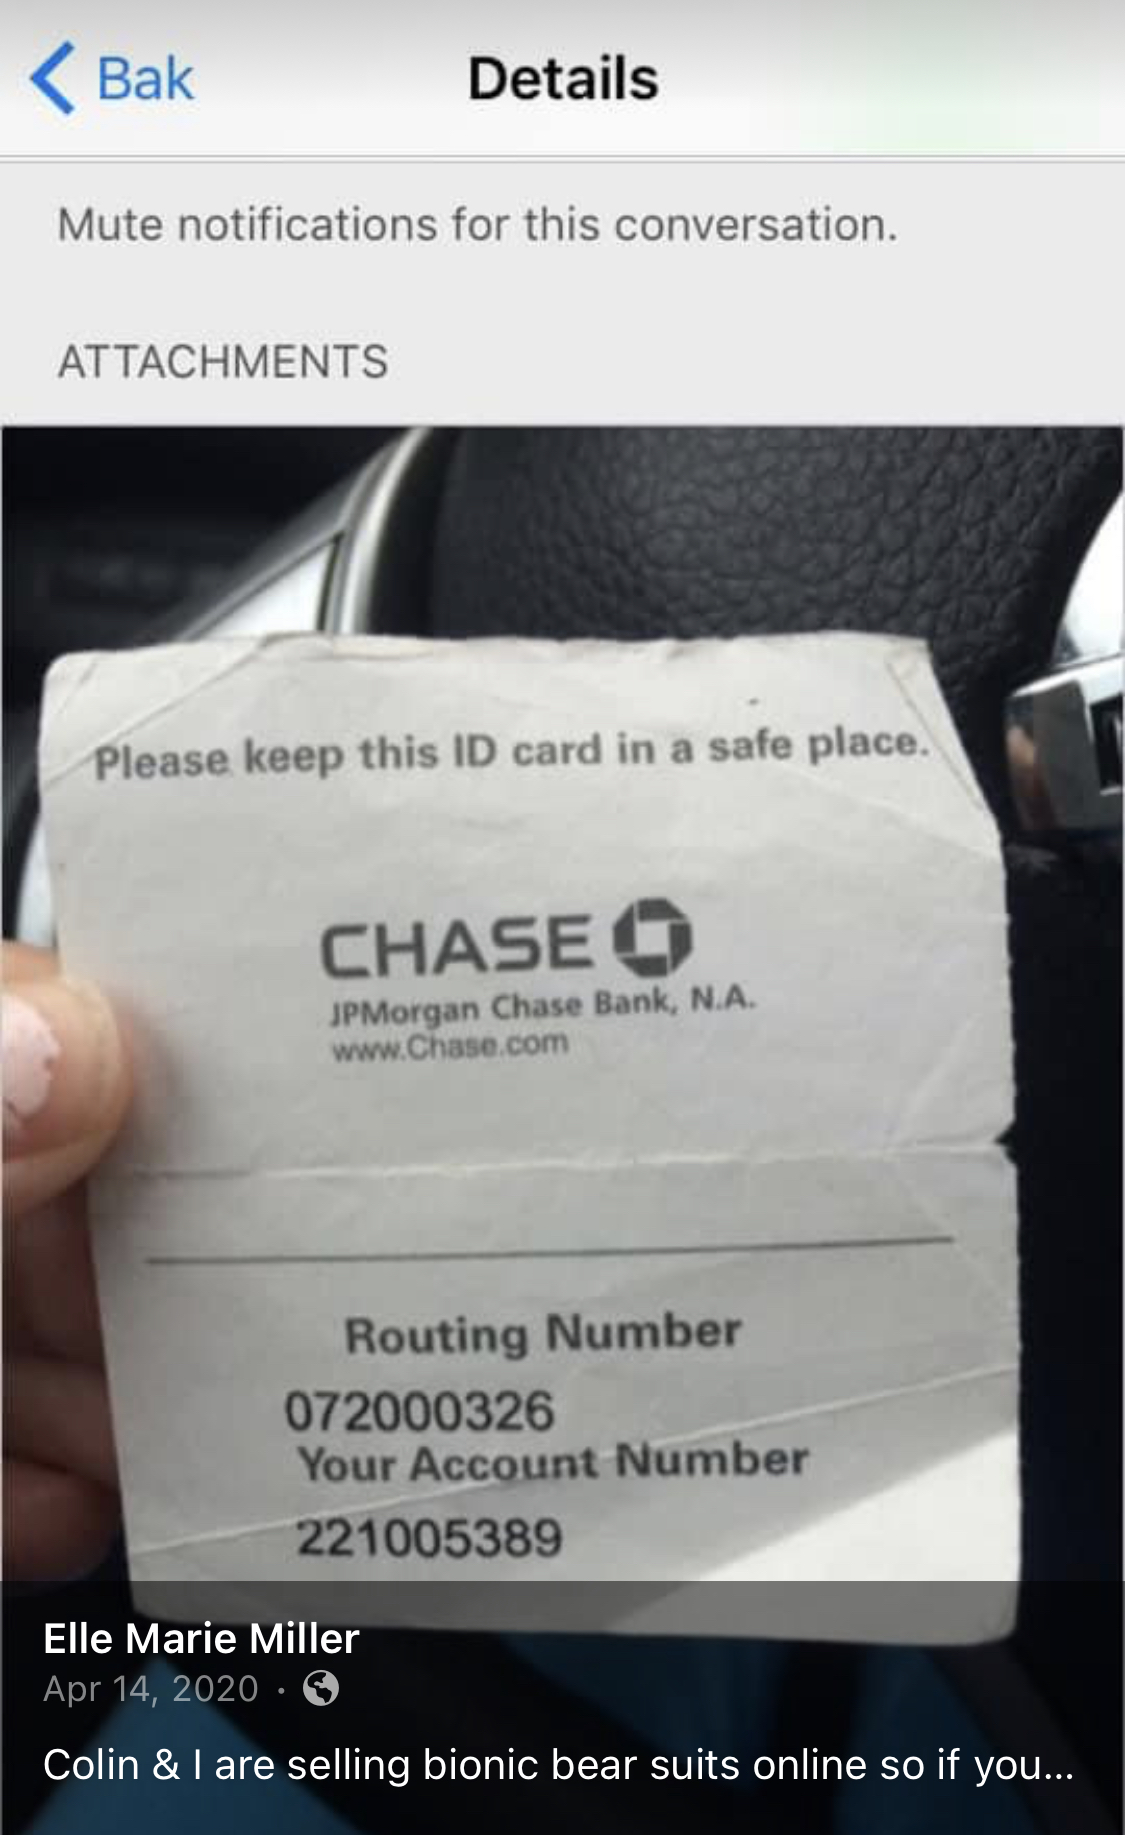 Bak
Details
Mute notifications for this conversation.
ATTACHMENTS
Please keep this ID card in a safe place.
CHASE
JPMorgan Chase Bank, N.A.
www.Chase.com
Routing Number
072000326
Your Account Number
221005389
Elle Marie Miller
Apr 14, 2020 ·
Colin & I are selling bionic bear suits online so if you...